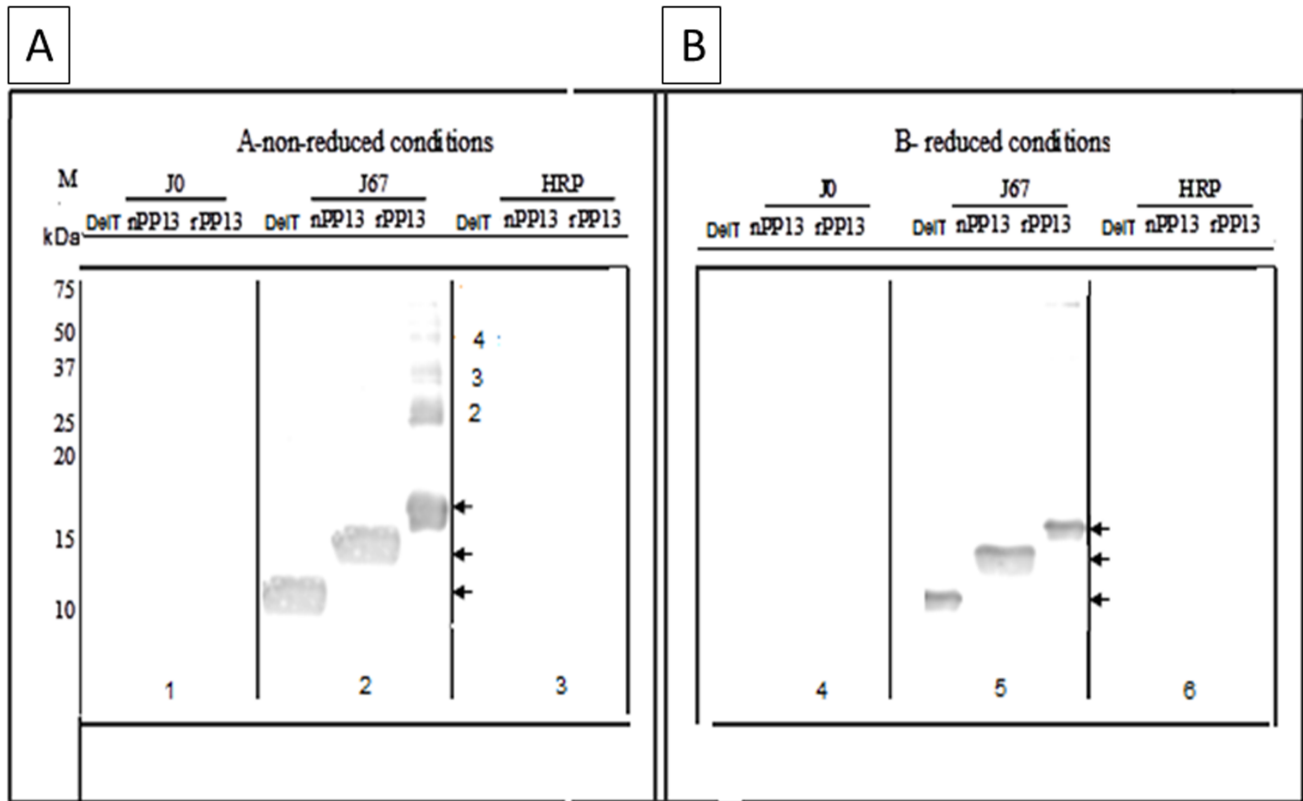 A
B
A-non-reduced conditions
B- reduced conditions
M
J0
J67
HRP
J0
J67
HRP
kDa
DelT nPP13 rPP13
DelT nPP13 rPP13
DelT nPP13 rPP13
DelT nPP13 rPP13
DelT nPP13 rPP13
DelT nPP13 rPP13
75
50
37
25
20
15
10
4
3
2
1
2
3
4
5
6